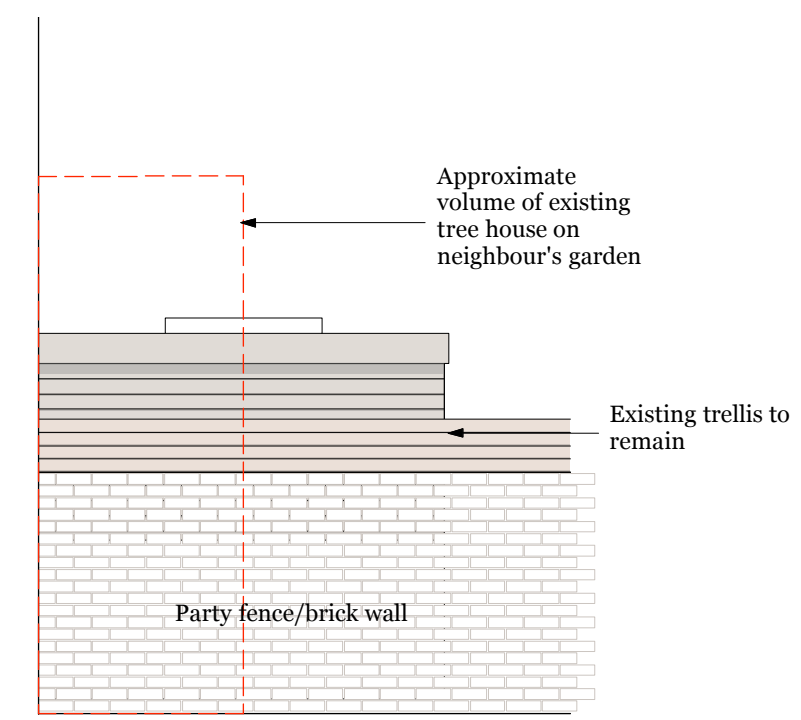 Approximate
volume of existing
tree house on
neighbour's garden
Existing trellis to
remain
Party fence/brick wall